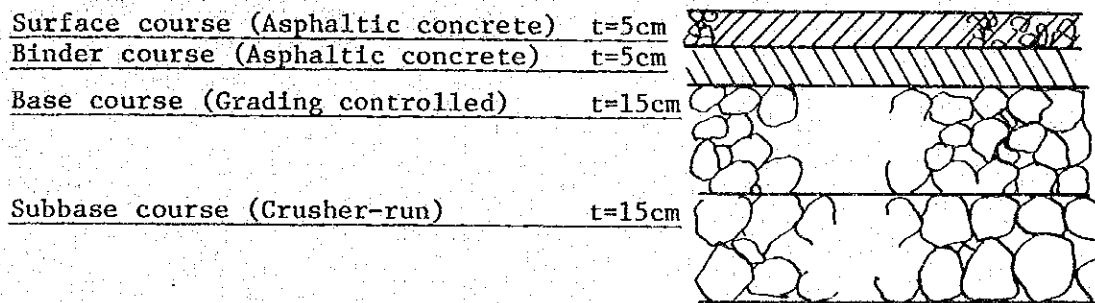 Surface course (Asphaltic concrete) t=5cm
Binder course (Asphaltic concrete) t=5cm
Base course (Grading controlled) t=15cm
Subbase course (Crusher-run) t=15cm